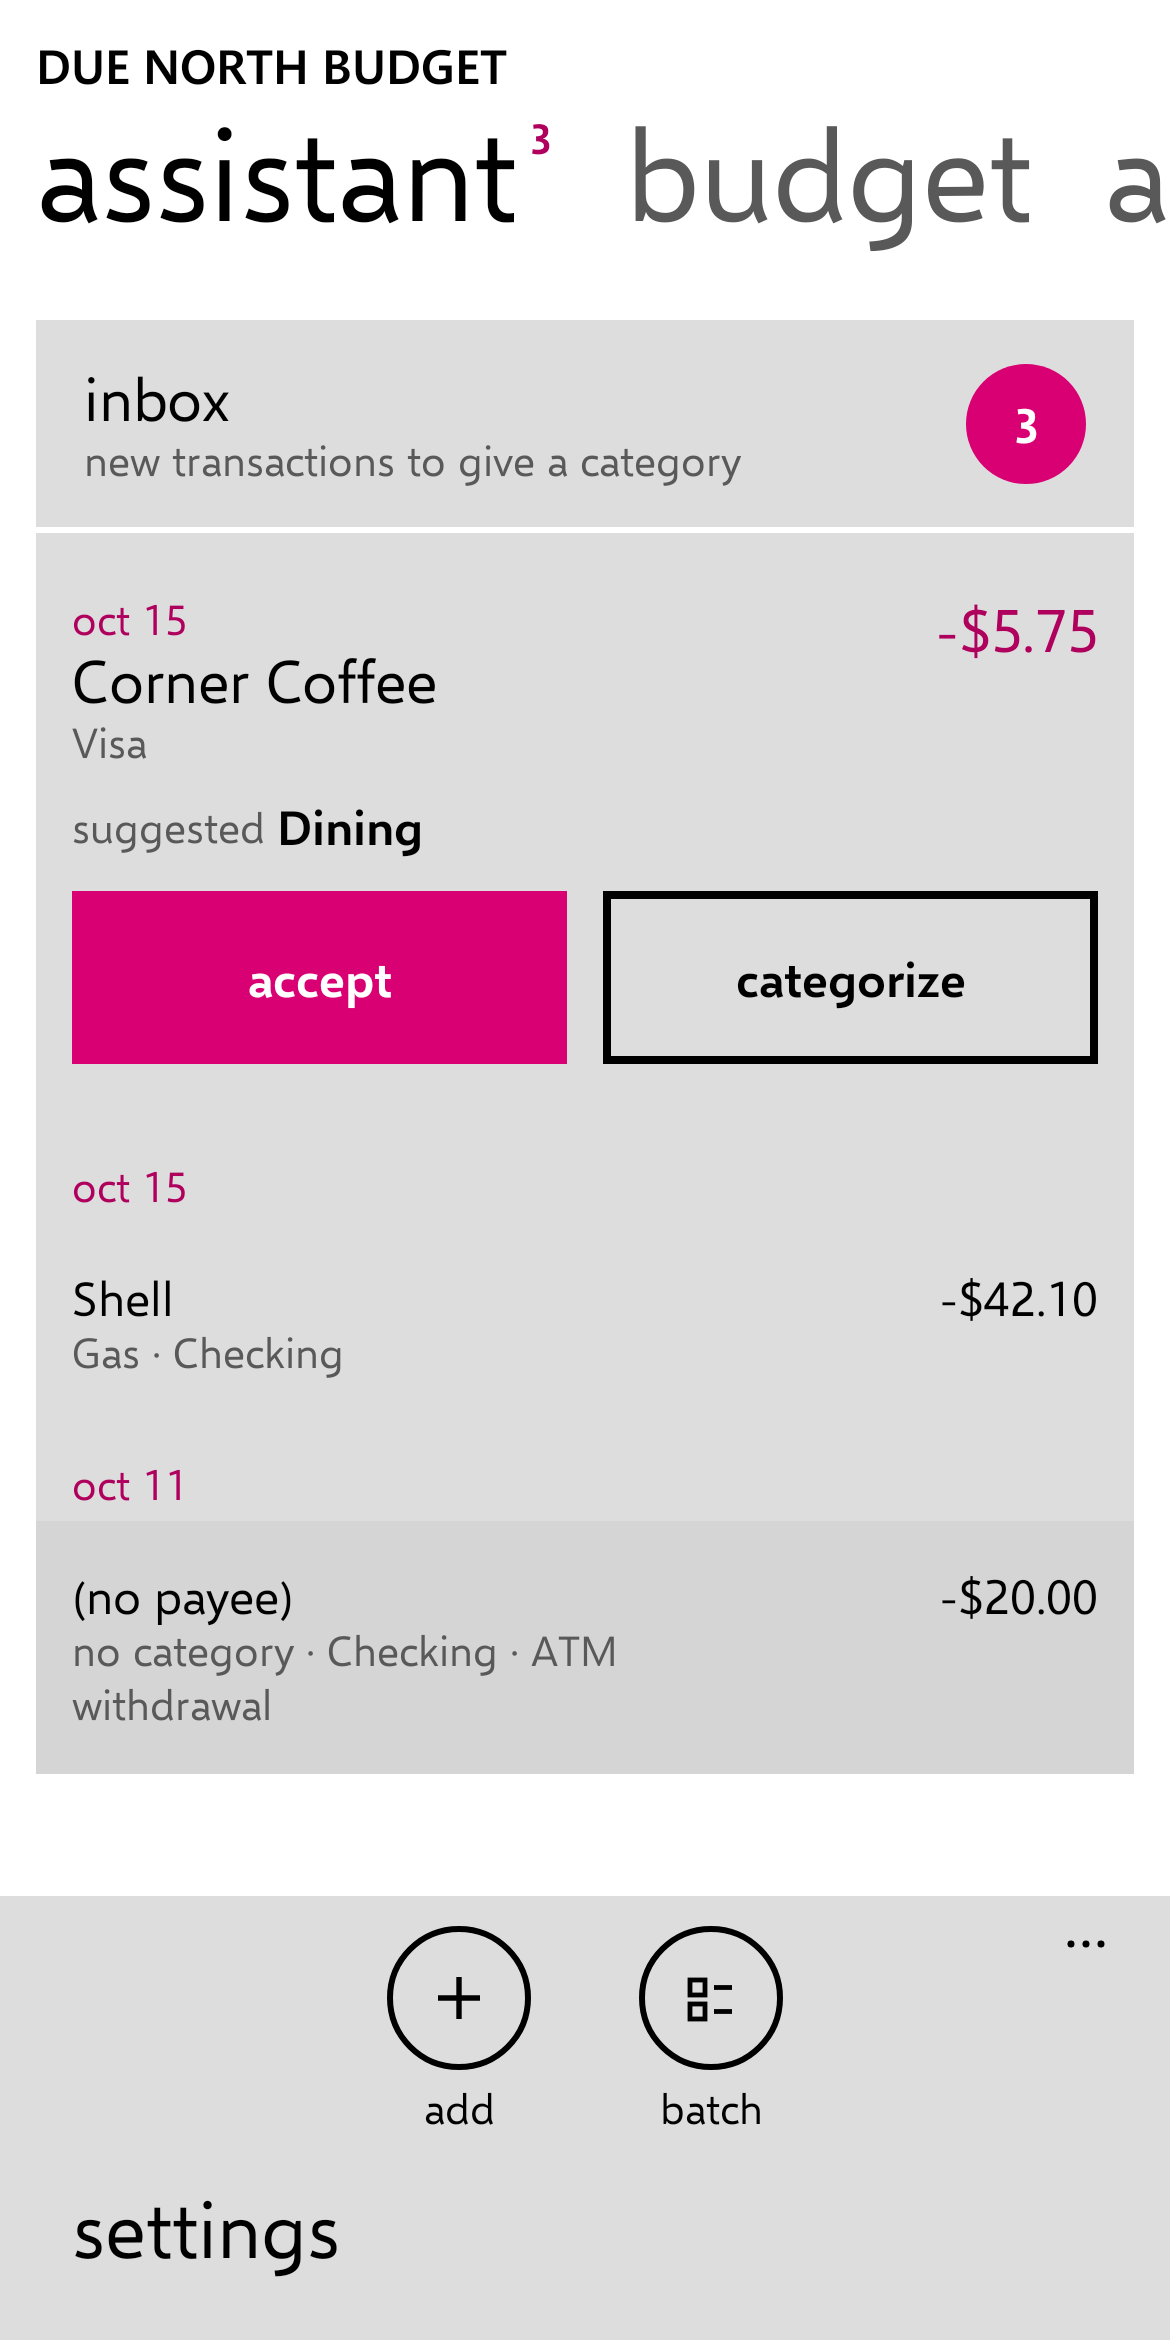 DUE NORTH BUDGET
assistant 3 budget a
inbox
3
new transactions to give a category
oct 15
-$5.75
Corner Coffee
Visa
suggested Dining
accept
categorize
oct 15
Shell
-$42.10
Gas · Checking
oct 11
(no payee)
-$20.00
no category · Checking · ATM
withdrawal
...
add
batch
settings